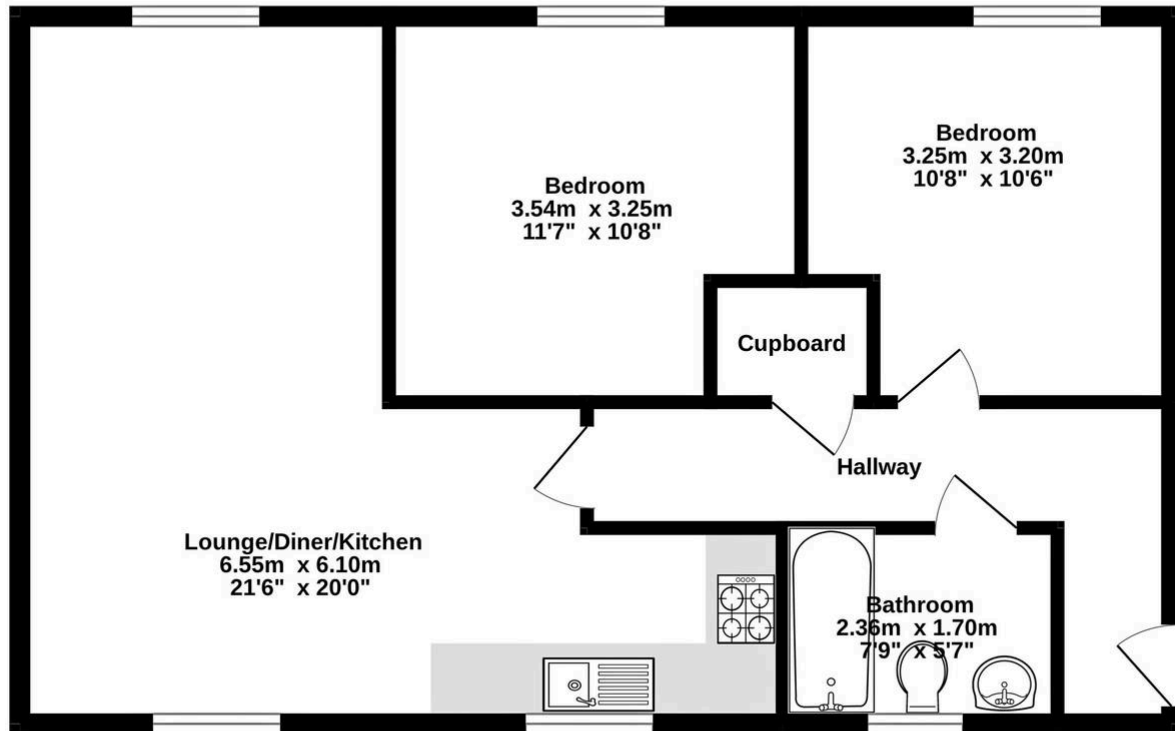 Bedroom
3.25m x 3.20m
10'8" x 10'6"
Bedroom
3.54m x 3.25m
11'7" x 10'8"
Cupboard
Hallway
Lounge/Diner/Kitchen
6.55m x 6.10m
21'6" x 20'0"
Bathroom
2.36m x 1.70m
7'9" x 5'7"